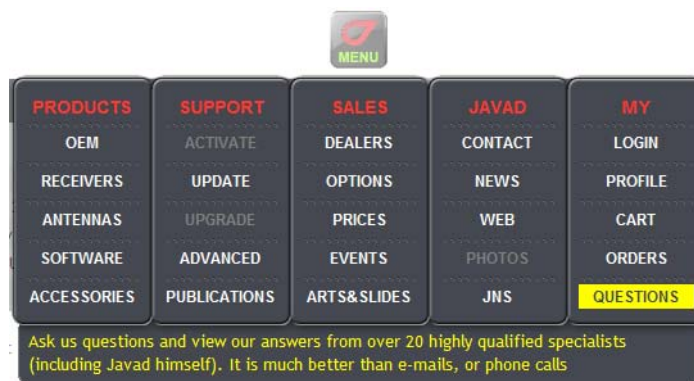 MENU
PRODUCTS SUPPORT SALES JAVAD MY
OEM ACTIVATE DEALERS CONTACT LOGIN
RECEIVERS UPDATE OPTIONS NEWS PROFILE
ANTENNAS UPGRADE PRICES WEB CART
SOFTWARE ADVANCED EVENTS PHOTOS ORDERS
ACCESSORIES PUBLICATIONS ARTS&SLIDES JNS QUESTIONS
Ask us questions and view our answers from over 20 highly qualified specialists
(including Javad himself). It is much better than e-mails, or phone calls